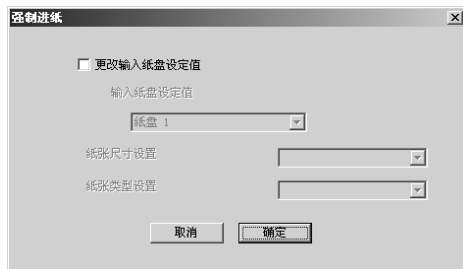 强制进纸
更改输入纸盘设定值
输入纸盘设定值
纸盘 1
纸张尺寸设置
纸张类型设置
取消 确定